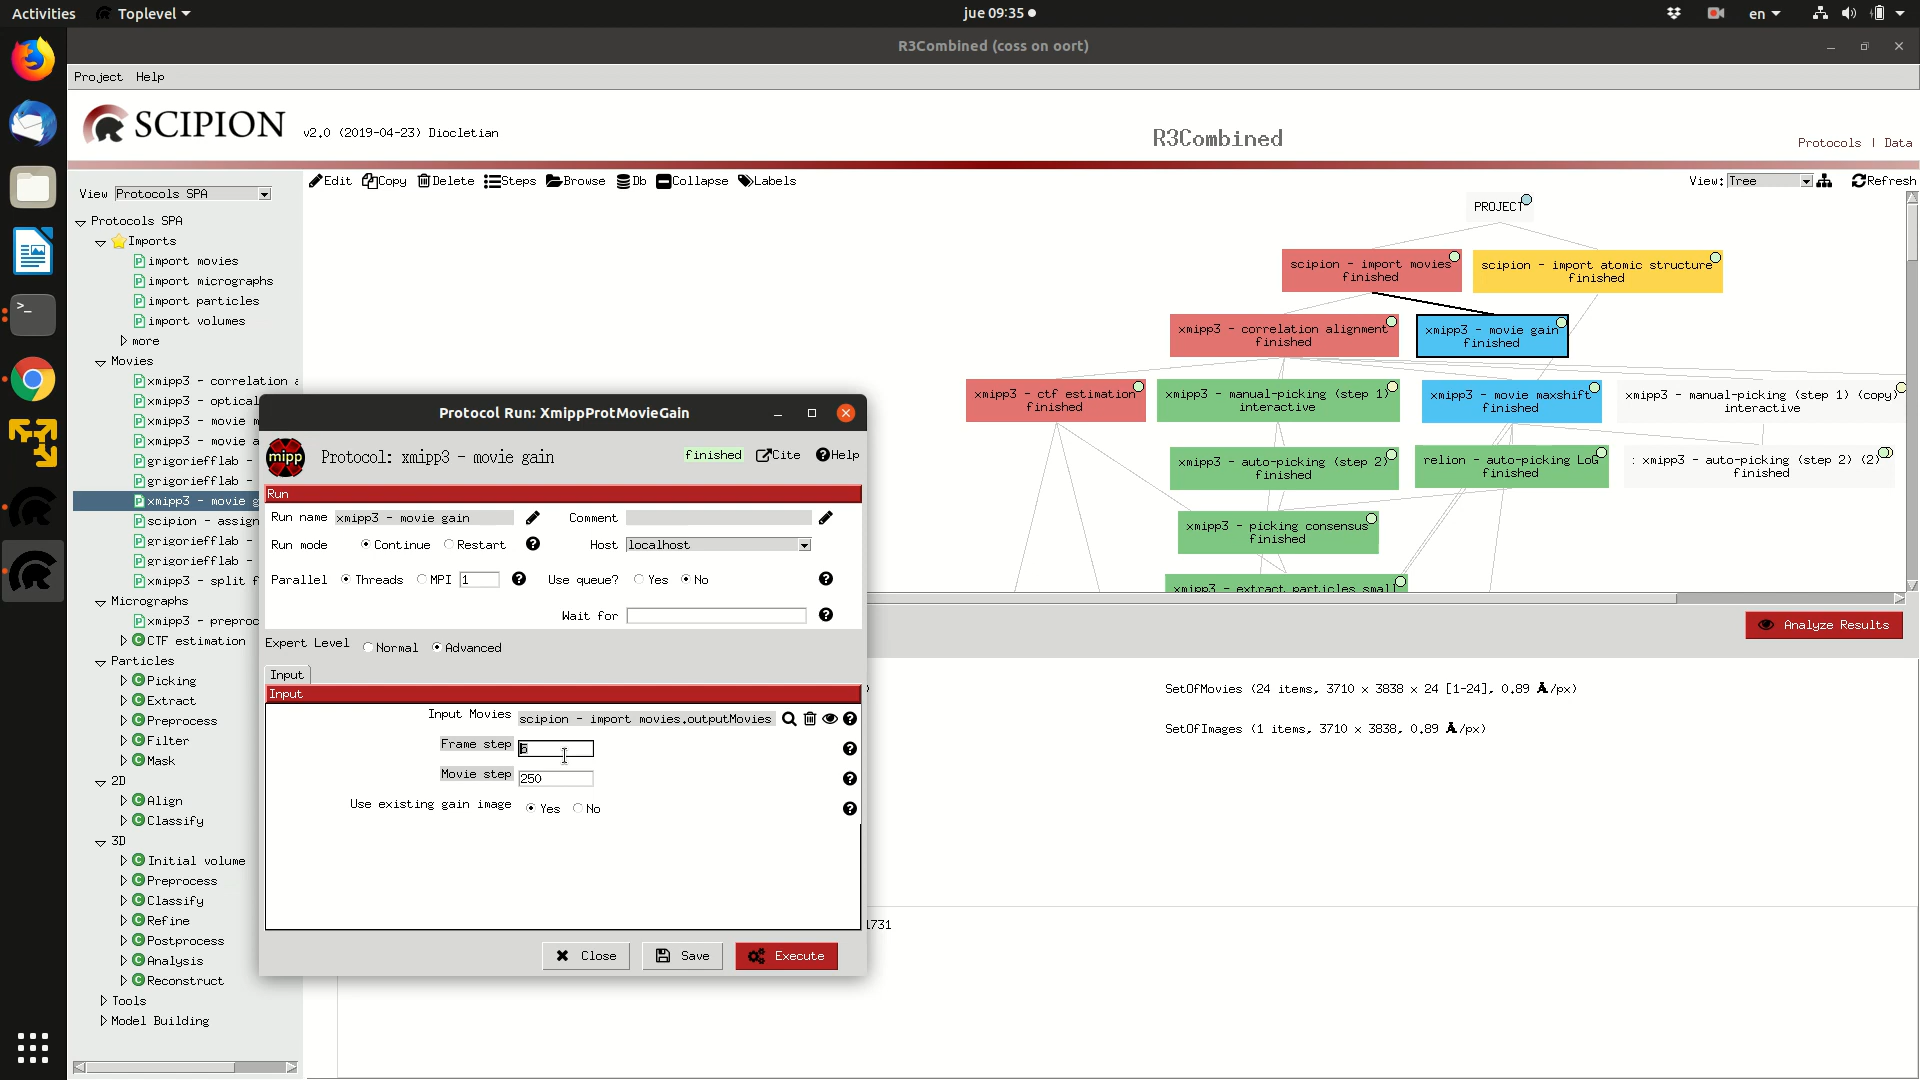 Activities Toplevel jue 09:35 en
R3Combined (coss on oort)
Project Help
SCIPION v2.0 (2019-04-23) Diocletian R3Combined Protocols | Data
View Protocols SPA
Edit Copy Delete Steps Browse Db Collapse Labels View: Tree Refresh
Protocols SPA
Imports
import movies
import micrographs
import particles
import volumes
more
Movies
xmipp3 - correlation a
xmipp3 - optical
xmipp3 - movie m
xmipp3 - movie a
grigoriefflab -
grigoriefflab -
xmipp3 - movie g
scipion - assign
grigoriefflab -
grigoriefflab -
xmipp3 - split f
Micrographs
xmipp3 - preproc
CTF estimation
Particles
Picking
Extract
Preprocess
Filter
Mask
2D
Align
Classify
3D
Initial volume
Preprocess
Classify
Refine
Postprocess
Analysis
Reconstruct
Tools
Model Building
PROJECT
scipion - import movies
finished
scipion - import atomic structure
finished
xmipp3 - correlation alignment
finished
xmipp3 - movie gain
finished
xmipp3 - ctf estimation
finished
xmipp3 - manual-picking (step 1)
interactive
xmipp3 - movie maxshift
finished
xmipp3 - manual-picking (step 1) (copy)
interactive
xmipp3 - auto-picking (step 2)
finished
relion - auto-picking LoG
finished
: xmipp3 - auto-picking (step 2) (2)
finished
xmipp3 - picking consensus
finished
xmipp3 - extract particles small
Analyze Results
) SetOfMovies (24 items, 3710 x 3838 x 24 [1-24], 0.89 Å/px)
SetOfImages (1 items, 3710 x 3838, 0.89 Å/px)
1731
Protocol Run: XmippProtMovieGain
mipp Protocol: xmipp3 - movie gain finished Cite Help
Run
Run name xmipp3 - movie gain Comment
Run mode Continue Restart Host localhost
Parallel Threads MPI 1 Use queue? Yes No
Wait for
Expert Level Normal Advanced
Input
Input
Input Movies scipion - import movies.outputMovies
Frame step
Movie step 250
Use existing gain image Yes No
Close Save Execute